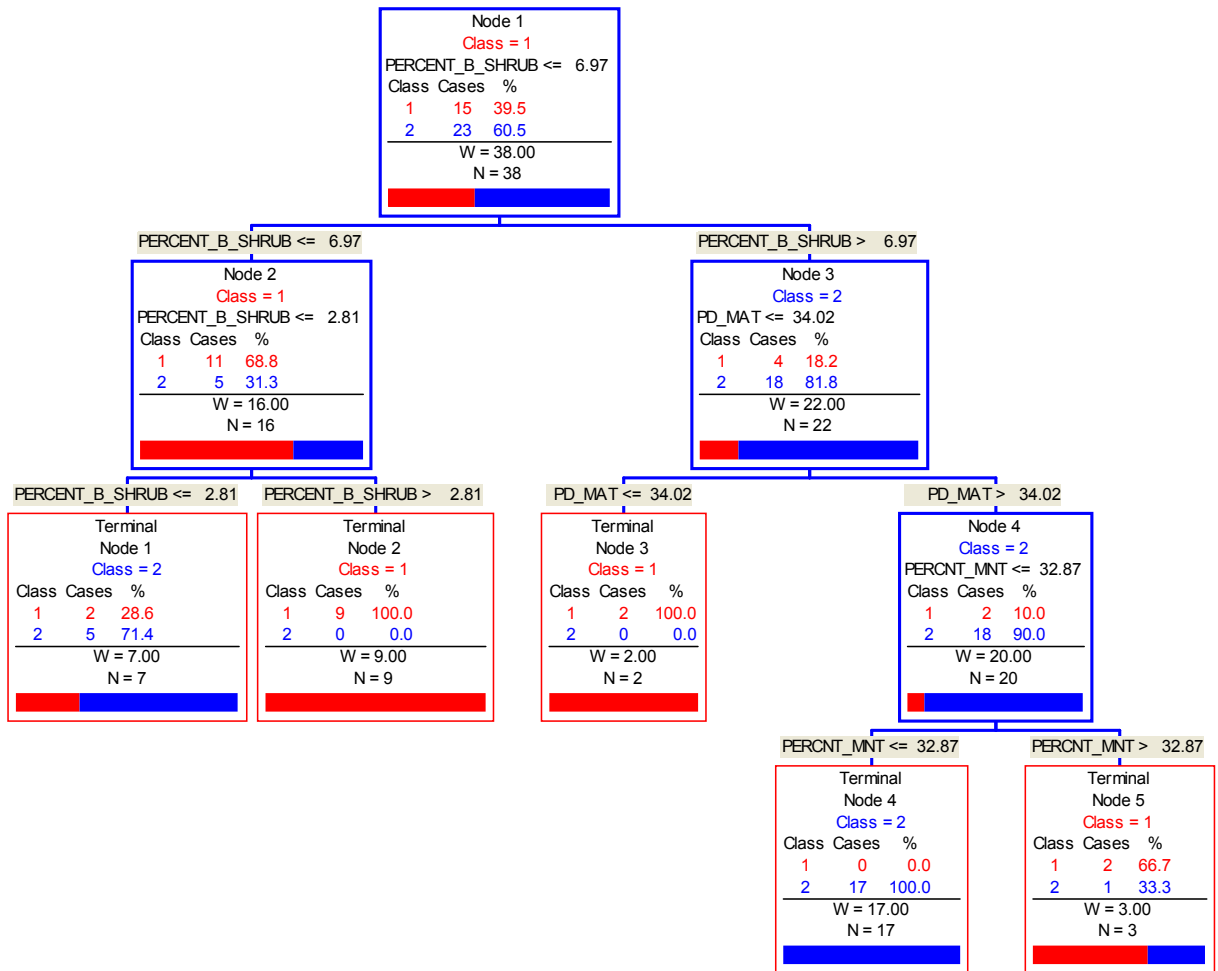 Node 1
Class = 1
PERCENT_B_SHRUB <= 6.97
Class Cases %
1 15 39.5
2 23 60.5
W = 38.00
N = 38
PERCENT_B_SHRUB <= 6.97
PERCENT_B_SHRUB > 6.97
Node 2
Class = 1
PERCENT_B_SHRUB <= 2.81
Class Cases %
1 11 68.8
2 5 31.3
W = 16.00
N = 16
Node 3
Class = 2
PD_MAT <= 34.02
Class Cases %
1 4 18.2
2 18 81.8
W = 22.00
N = 22
PERCENT_B_SHRUB <= 2.81
PERCENT_B_SHRUB > 2.81
PD_MAT <= 34.02
PD_MAT > 34.02
Terminal
Node 1
Class = 2
Class Cases %
1 2 28.6
2 5 71.4
W = 7.00
N = 7
Terminal
Node 2
Class = 1
Class Cases %
1 9 100.0
2 0 0.0
W = 9.00
N = 9
Terminal
Node 3
Class = 1
Class Cases %
1 2 100.0
2 0 0.0
W = 2.00
N = 2
Node 4
Class = 2
PERCNT_MNT <= 32.87
Class Cases %
1 2 10.0
2 18 90.0
W = 20.00
N = 20
PERCNT_MNT <= 32.87
PERCNT_MNT > 32.87
Terminal
Node 4
Class = 2
Class Cases %
1 0 0.0
2 17 100.0
W = 17.00
N = 17
Terminal
Node 5
Class = 1
Class Cases %
1 2 66.7
2 1 33.3
W = 3.00
N = 3